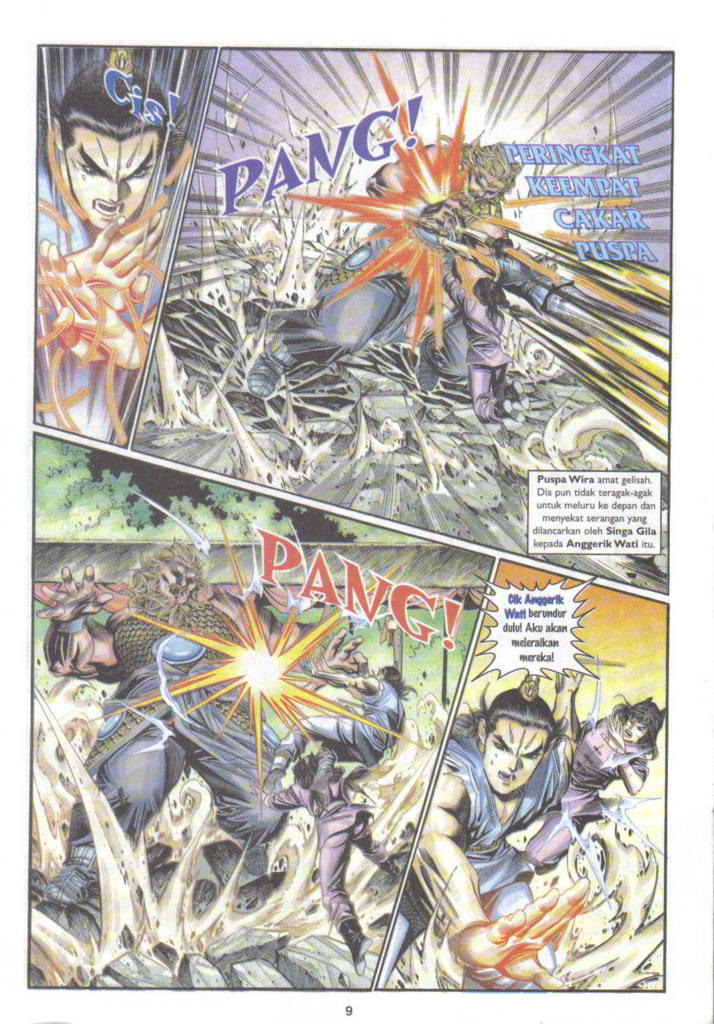 Cis!
PANG!
PERINGKAT
KEEMPAT
CAKAR
PUSPA
Puspa Wira amat gelisah.
Dia pun tidak teragak-agak
untuk meluru ke depan dan
menyekat serangan yang
dilancarkan oleh Singa Gila
kepada Anggerik Wati itu.
PANG!
Cik Anggerik
Wati berundur
dulu! Aku akan
meleraikan
mereka!
9